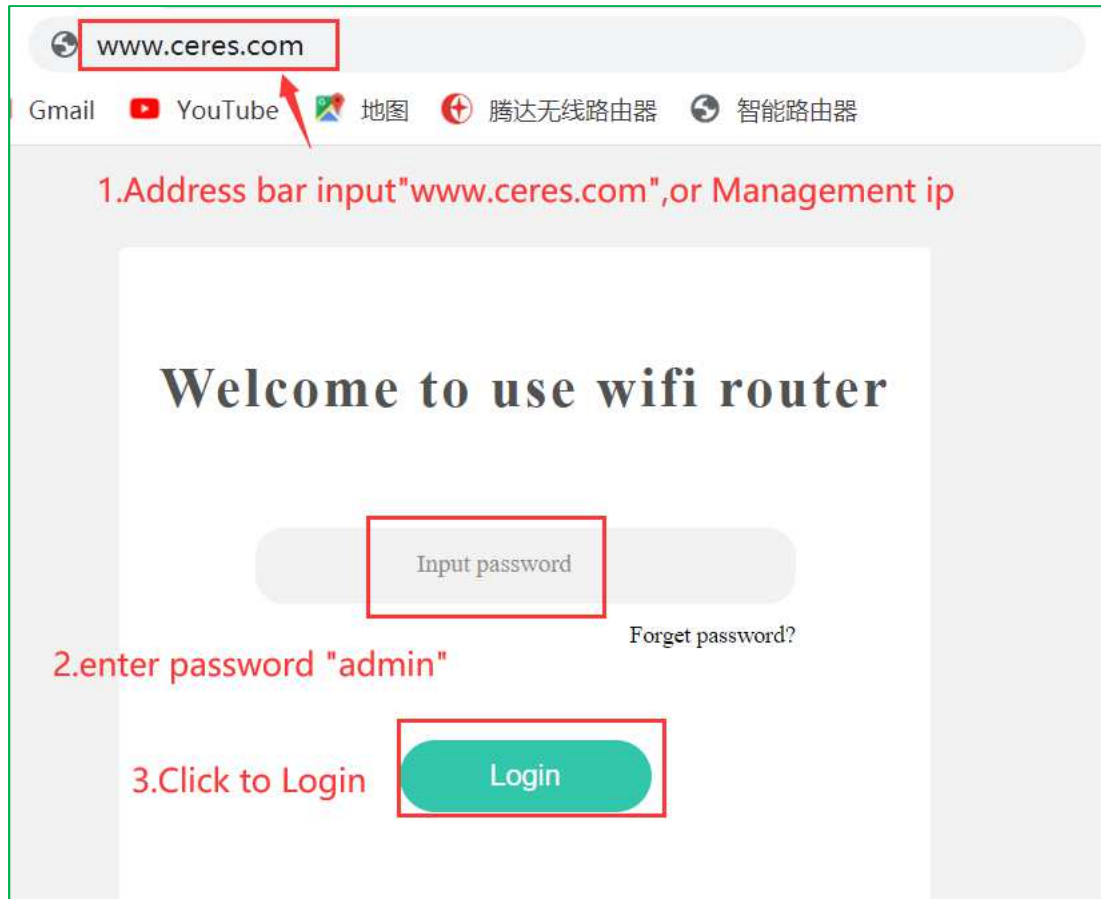 www.ceres.com
Gmail YouTube 地图 腾达无线路由器 智能路由器
1.Address bar input"www.ceres.com",or Management ip
Welcome to use wifi router
Input password
Forget password?
2.enter password "admin"
3.Click to Login Login